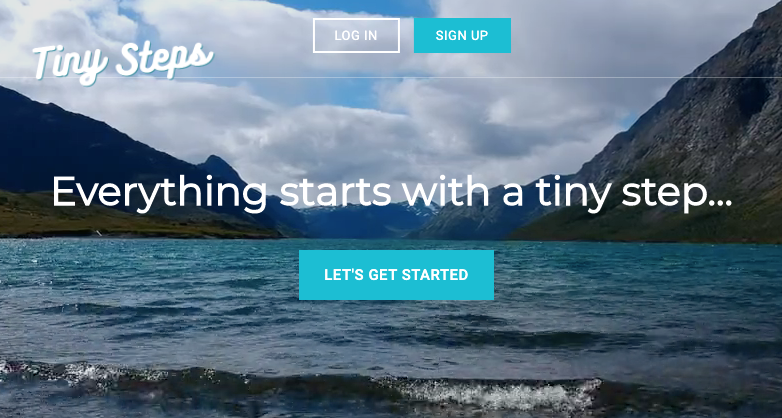 LOG IN
SIGN UP
Tiny Steps
Everything starts with a tiny step...
LET'S GET STARTED